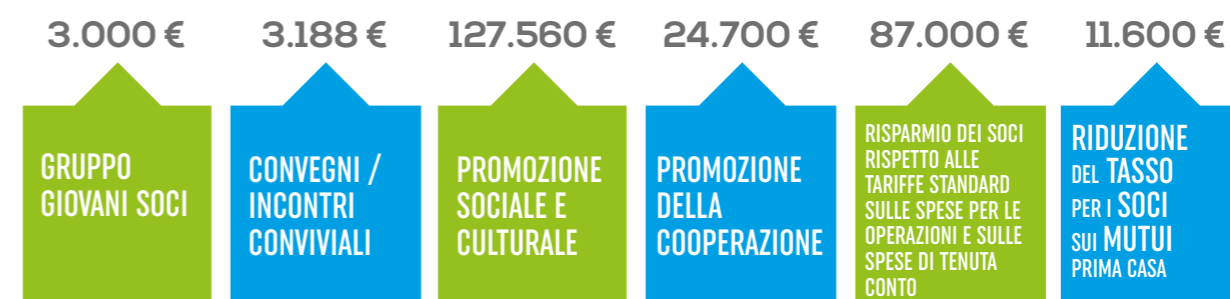 3.000 €
3.188 €
127.560 €
24.700 €
87.000 €
11.600 €
GRUPPO
GIOVANI SOCI
CONVEGNI /
INCONTRI
CONVIVIALI
PROMOZIONE
SOCIALE E
CULTURALE
PROMOZIONE
DELLA
COOPERAZIONE
RISPARMIO DEI SOCI
RISPETTO ALLE
TARIFFE STANDARD
SULLE SPESE PER LE
OPERAZIONI E SULLE
SPESE DI TENUTA
CONTO
RIDUZIONE
DEL TASSO
PER I SOCI
SUI MUTUI
PRIMA CASA